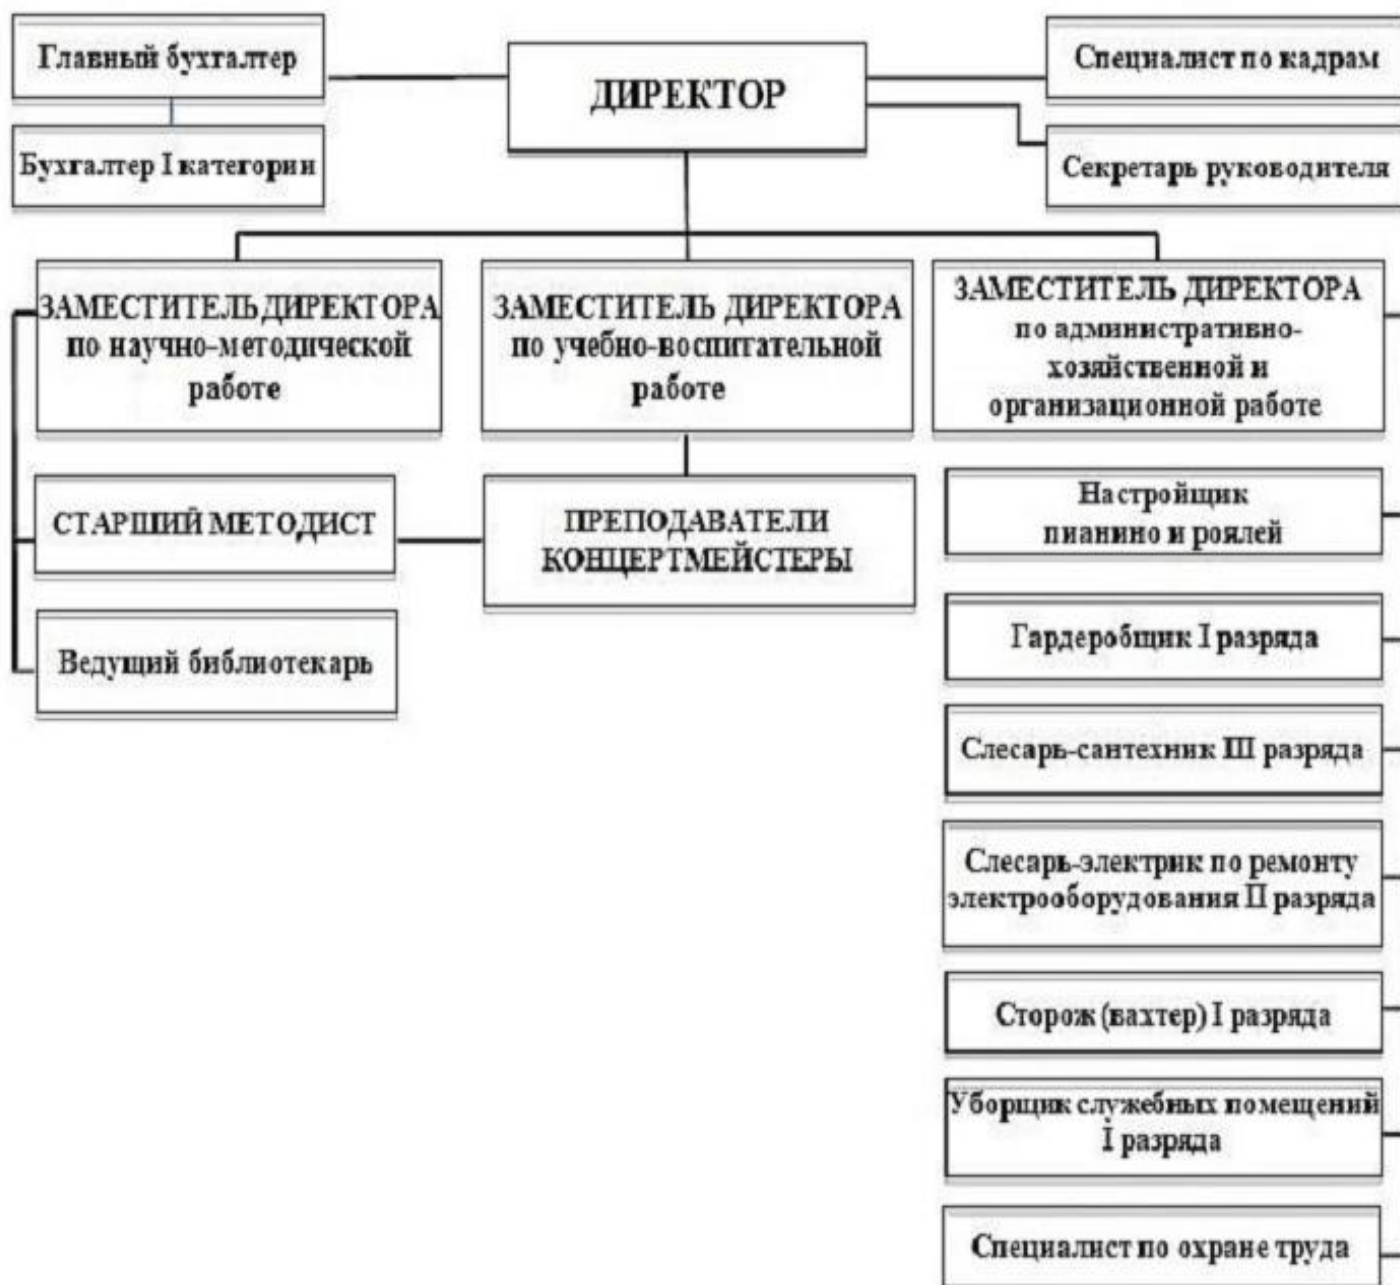 Главный бухгалтер
ДИРЕКТОР
Специалист по кадрам
Бухгалтер I категории
Секретарь руководителя
ЗАМЕСТИТЕЛЬ ДИРЕКТОРА
по научно-методической
работе
ЗАМЕСТИТЕЛЬ ДИРЕКТОРА
по учебно-воспитательной
работе
ЗАМЕСТИТЕЛЬ ДИРЕКТОРА
по административно-
хозяйственной и
организационной работе
СТАРШИЙ МЕТОДИСТ
ПРЕПОДАВАТЕЛИ
КОНЦЕРТМЕЙСТЕРЫ
Ведущий библиотекарь
Настройщик
пианино и роялей
Гардеробщик I разряда
Слесарь-сантехник III разряда
Слесарь-электрик по ремонту
электрооборудования II разряда
Сторож (вахтер) I разряда
Уборщик служебных помещений
I разряда
Специалист по охране труда